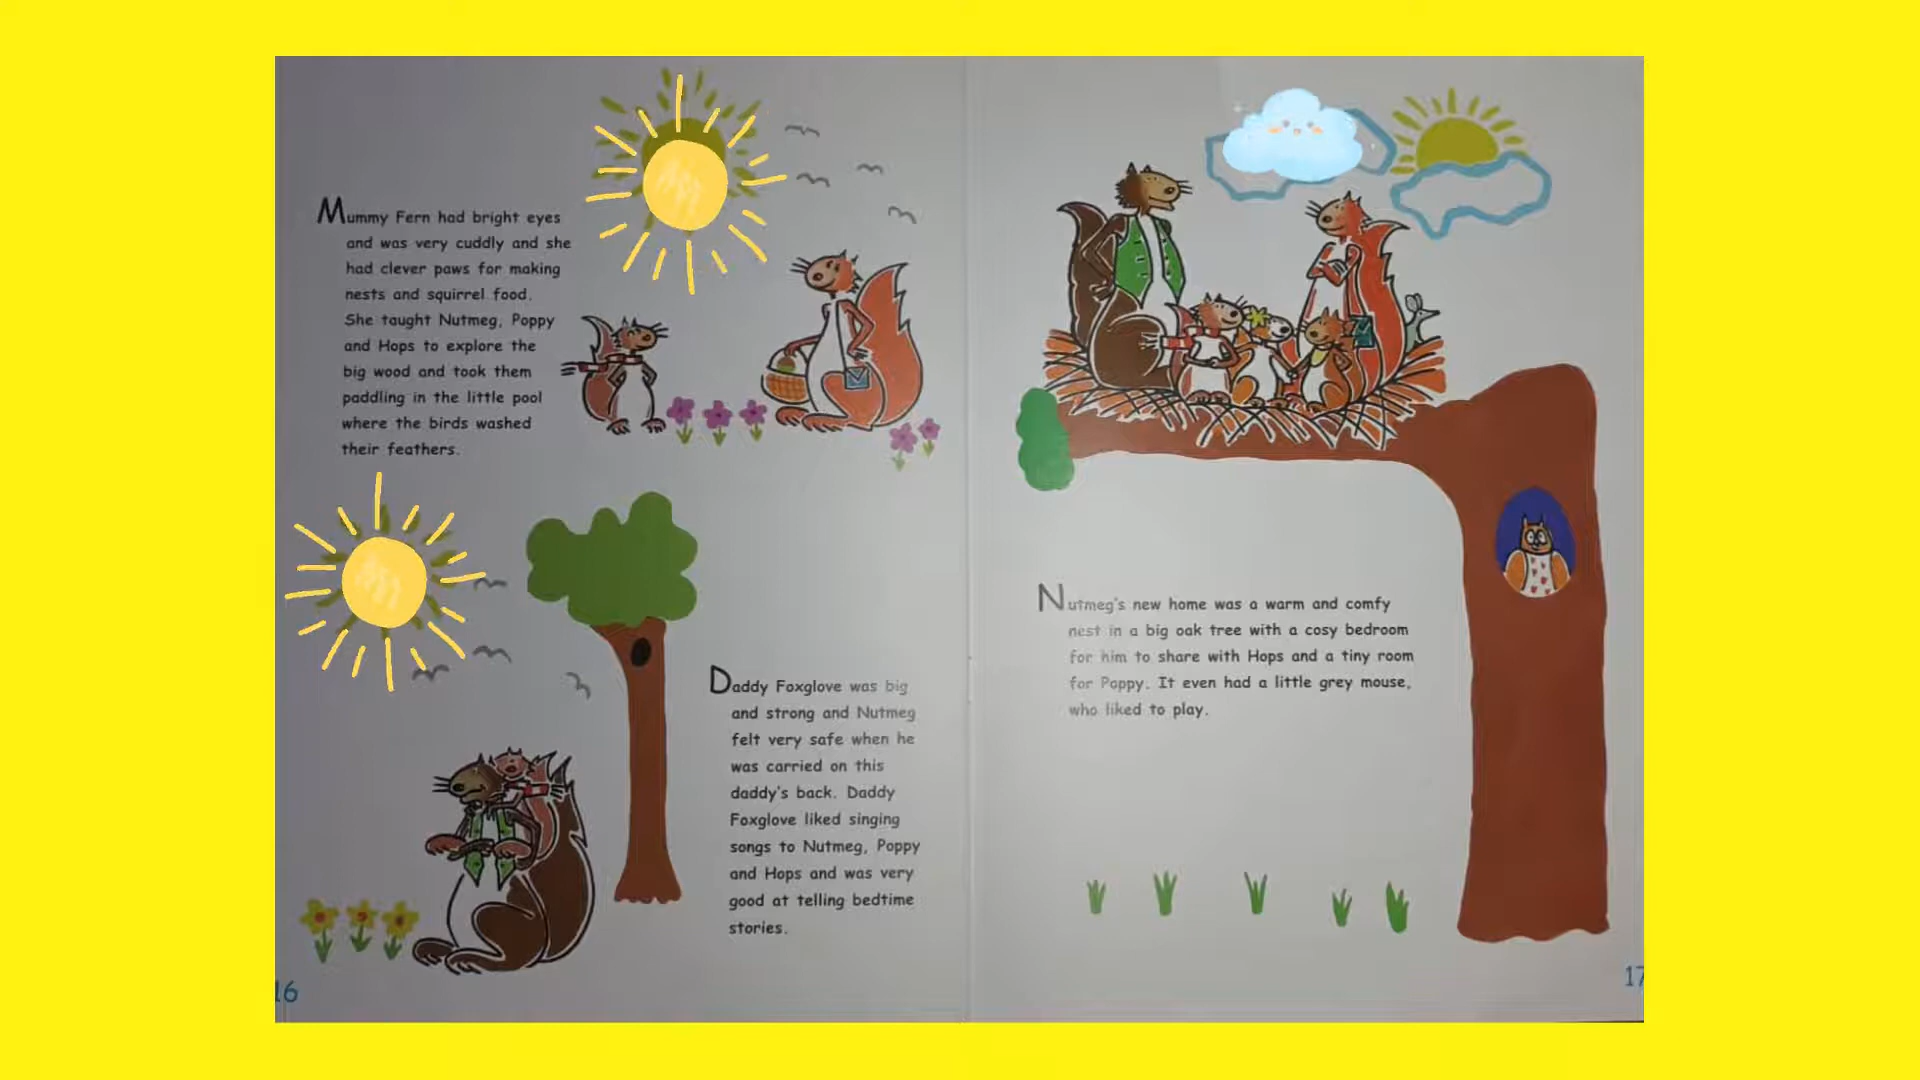 Mummy Fern had bright eyes
and was very cuddly and she
had clever paws for making
nests and squirrel food.
She taught Nutmeg, Poppy
and Hops to explore the
big wood and took them
paddling in the little pool
where the birds washed
their feathers.
Daddy Foxglove was big
and strong and Nutmeg
felt very safe when he
was carried on this
daddy's back. Daddy
Foxglove liked singing
songs to Nutmeg, Poppy
and Hops and was very
good at telling bedtime
stories.
16
Nutmeg's new home was a warm and comfy
nest in a big oak tree with a cosy bedroom
for him to share with Hops and a tiny room
for Poppy. It even had a little grey mouse,
who liked to play.
17